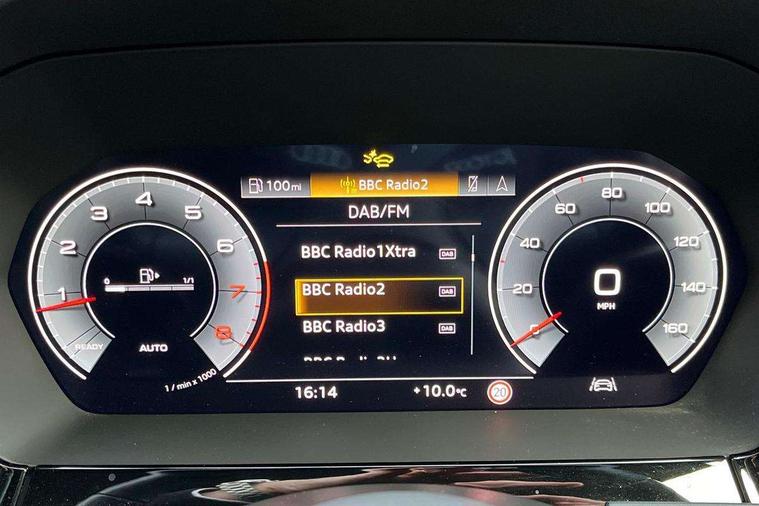 100mi BBC Radio2
DAB/FM
BBC Radio1Xtra DAB
BBC Radio2 DAB
BBC Radio3 DAB
16:14 +10.0°C 20
1 2 3 4 5 6 7 8
READY
1/1
AUTO
1 / min x 1000
0 20 40 60 80 100 120 140 160
0
MPH